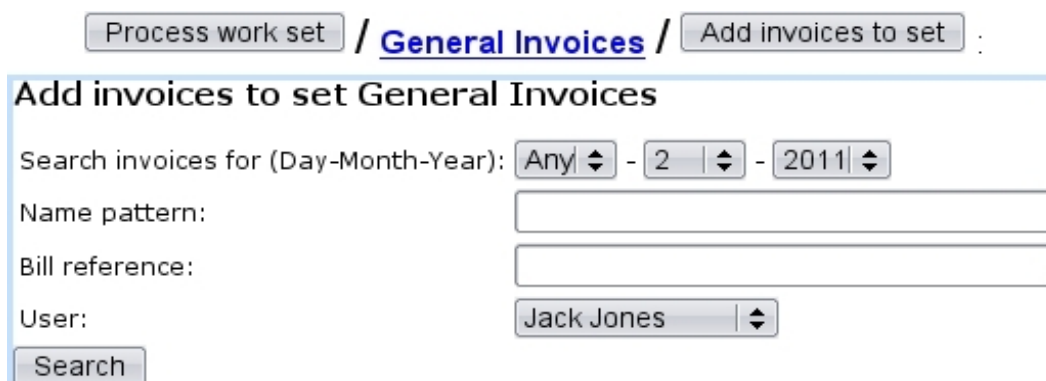 Process work set / General Invoices / Add invoices to set :
Add invoices to set General Invoices
Search invoices for (Day-Month-Year): Any - 2 - 2011
Name pattern:
Bill reference:
User: Jack Jones
Search